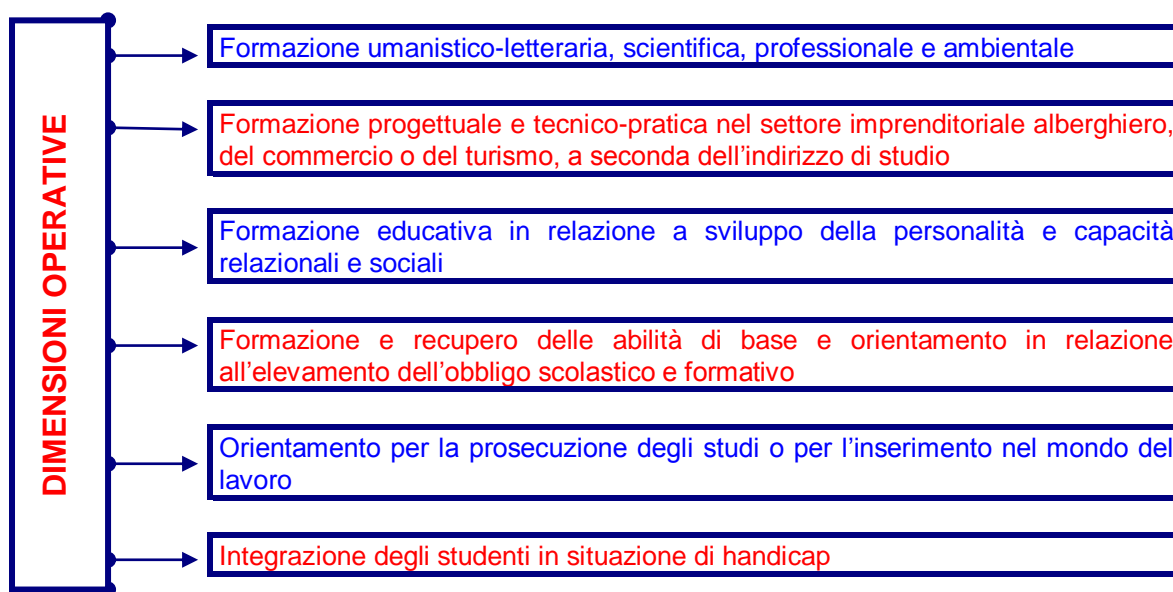 DIMENSIONI OPERATIVE
Formazione umanistico-letteraria, scientifica, professionale e ambientale
Formazione progettuale e tecnico-pratica nel settore imprenditoriale alberghiero,
del commercio o del turismo, a seconda dell’indirizzo di studio
Formazione educativa in relazione a sviluppo della personalità e capacità
relazionali e sociali
Formazione e recupero delle abilità di base e orientamento in relazione
all’elevamento dell’obbligo scolastico e formativo
Orientamento per la prosecuzione degli studi o per l’inserimento nel mondo del
lavoro
Integrazione degli studenti in situazione di handicap